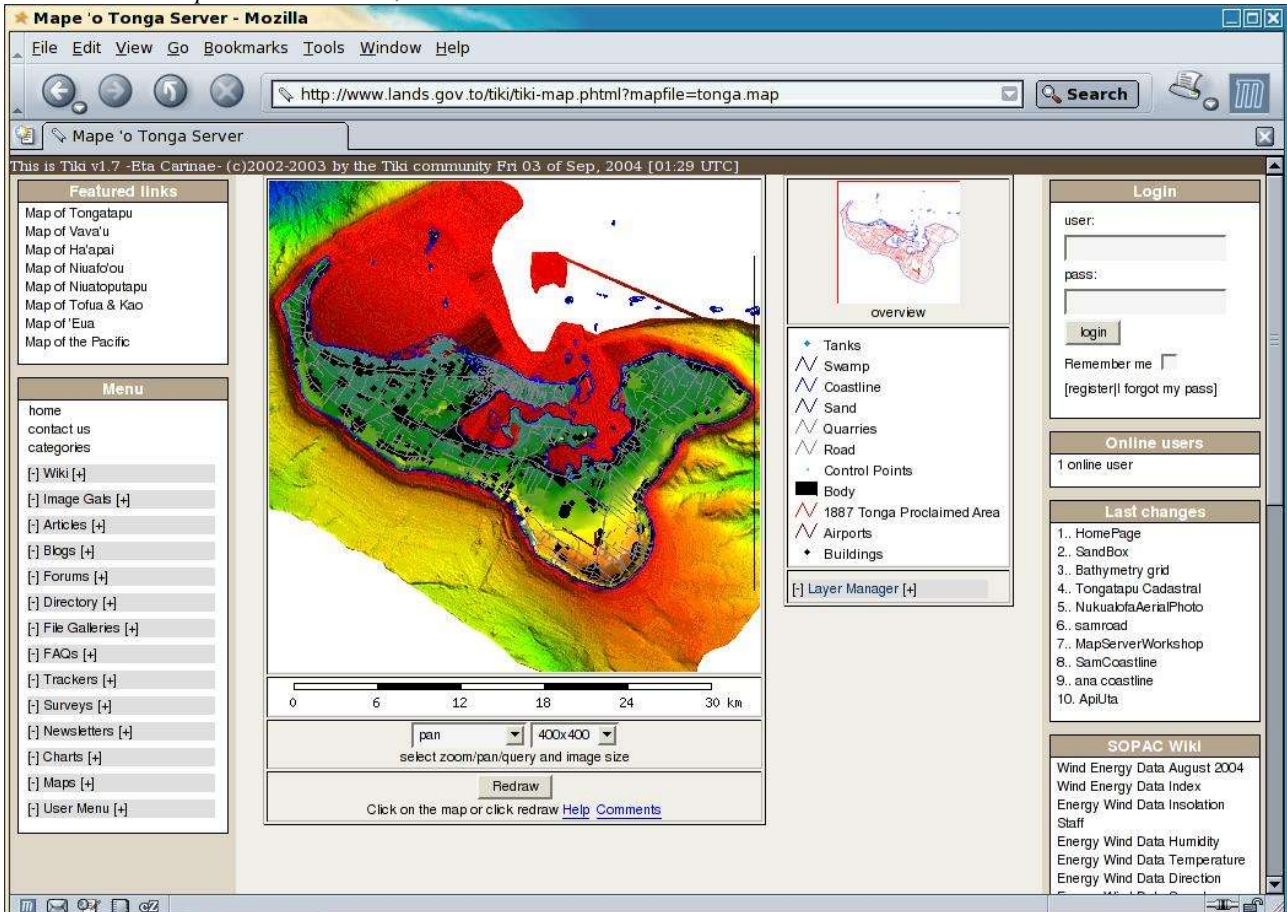 Mape 'o Tonga Server - Mozilla
File Edit View Go Bookmarks Tools Window Help
http://www.lands.gov.to/tiki/tiki-map.phtml?mapfile=tonga.map
Search
Mape 'o Tonga Server
This is Tiki v1.7 -Eta Carinae- (c)2002-2003 by the Tiki community Fri 03 of Sep, 2004 [01:29 UTC]
Featured links
Map of Tongatapu
Map of Vava'u
Map of Ha'apai
Map of Niuafo'ou
Map of Niuatoputapu
Map of Tofua & Kao
Map of 'Eua
Map of the Pacific
Menu
home
contact us
categories
[-] Wiki [+]
[-] Image Gals [+]
[-] Articles [+]
[-] Blogs [+]
[-] Forums [+]
[-] Directory [+]
[-] File Galleries [+]
[-] FAQs [+]
[-] Trackers [+]
[-] Surveys [+]
[-] Newsletters [+]
[-] Charts [+]
[-] Maps [+]
[-] User Menu [+]
0 6 12 18 24 30 km
pan 400x400
select zoom/pan/query and image size
Redraw
Click on the map or click redraw Help Comments
overview
Tanks
Swamp
Coastline
Sand
Quarries
Road
Control Points
Body
1887 Tonga Proclaimed Area
Airports
Buildings
[-] Layer Manager [+]
Login
user:
pass:
login
Remember me
[register|I forgot my pass]
Online users
1 online user
Last changes
1.. HomePage
2.. SandBox
3.. Bathymetry grid
4.. Tongatapu Cadastral
5.. NukualofaAerialPhoto
6.. samroad
7.. MapServerWorkshop
8.. SamCoastline
9.. ana coastline
10. ApiUta
SOPAC Wiki
Wind Energy Data August 2004
Wind Energy Data Index
Energy Wind Data Insolation
Staff
Energy Wind Data Humidity
Energy Wind Data Temperature
Energy Wind Data Direction